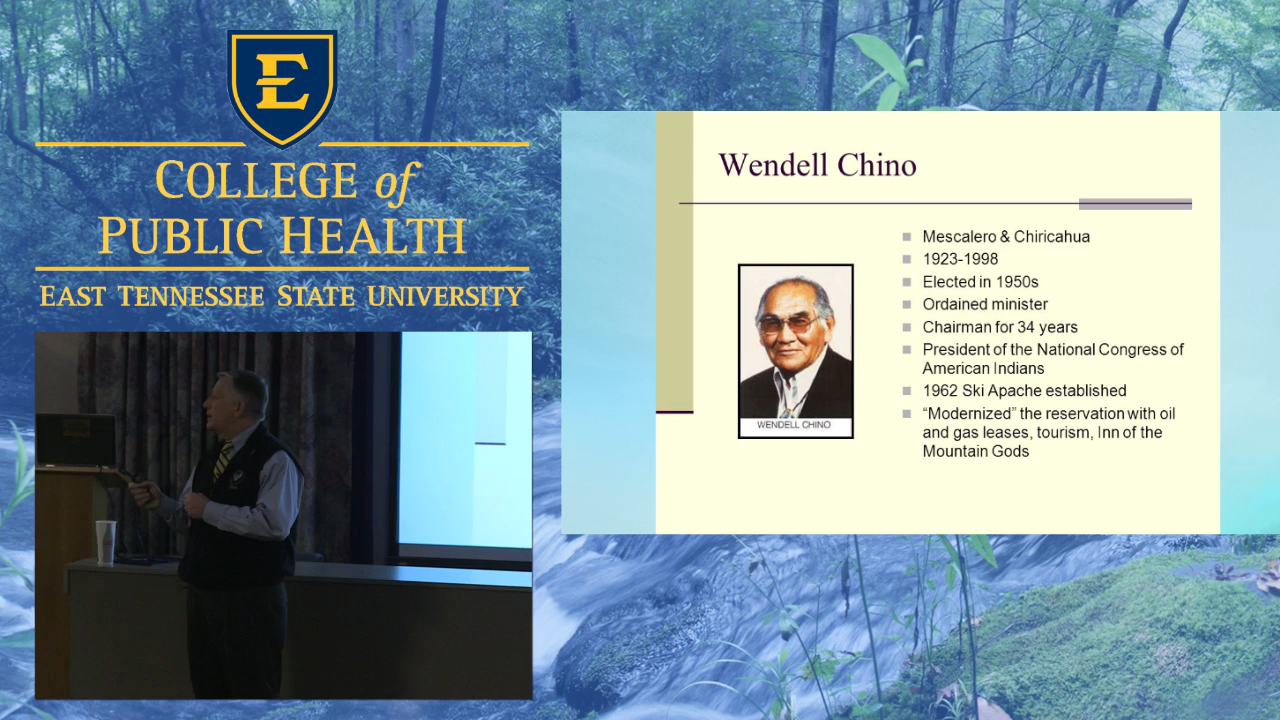 E
COLLEGE of
PUBLIC HEALTH
EAST TENNESSEE STATE UNIVERSITY
Wendell Chino
WENDELL CHINO
Mescalero & Chiricahua
1923-1998
Elected in 1950s
Ordained minister
Chairman for 34 years
President of the National Congress of
American Indians
1962 Ski Apache established
“Modernized” the reservation with oil
and gas leases, tourism, Inn of the
Mountain Gods